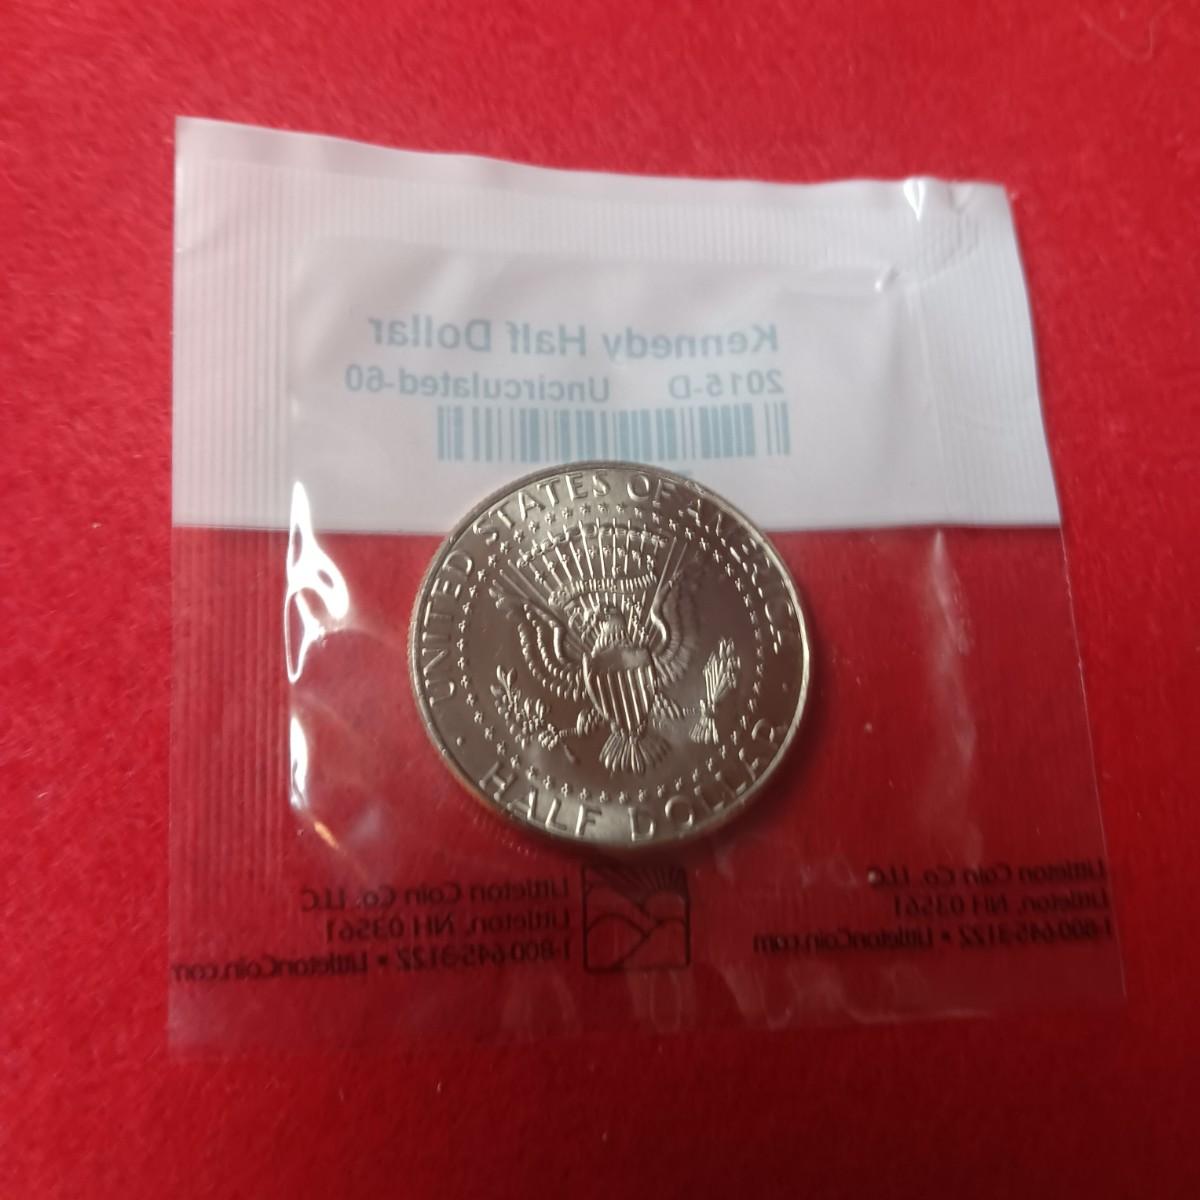 Kennedy Half Dollar
2015-D Uncirculated-60
UNITED STATES OF AMERICA
HALF DOLLAR
Littleton Coin Co. LLC
Littleton, NH 03561
1-800-645-3122 • LittletonCoin.com
Littleton Coin Co. LLC
Littleton, NH 03561
1-800-645-3122 • LittletonCoin.com